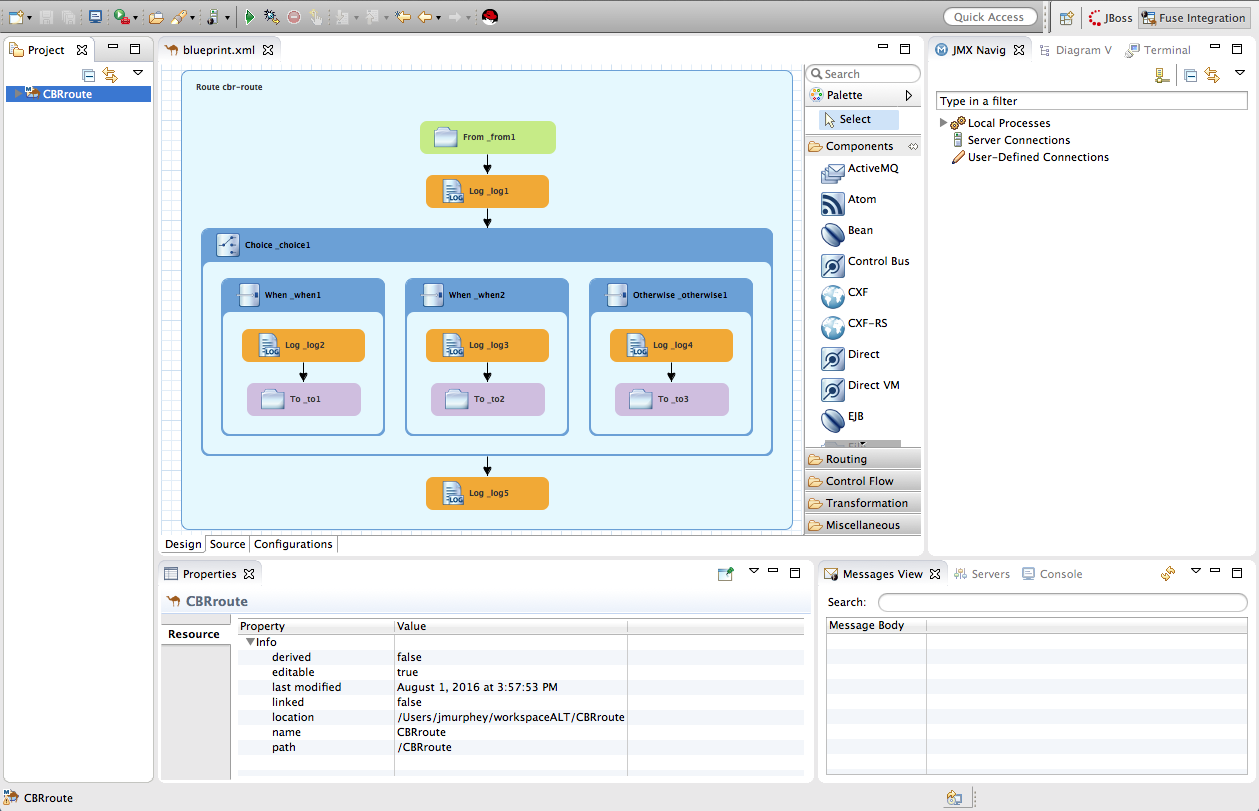 Quick Access
JBoss
Fuse Integration
Project
CBRroute
blueprint.xml
Route cbr-route
From _from1
Log _log1
Choice _choice1
When _when1
When _when2
Otherwise _otherwise1
Log _log2
Log _log3
Log _log4
To _to1
To _to2
To _to3
Log _log5
Design
Source
Configurations
Search
Palette
Select
Components
ActiveMQ
Atom
Bean
Control Bus
CXF
CXF-RS
Direct
Direct VM
EJB
Routing
Control Flow
Transformation
Miscellaneous
JMX Navig
Diagram V
Terminal
Type in a filter
Local Processes
Server Connections
User-Defined Connections
Properties
CBRroute
Resource
Property Value
Info
derived false
editable true
last modified August 1, 2016 at 3:57:53 PM
linked false
location /Users/jmurphey/workspaceALT/CBRroute
name CBRroute
path /CBRroute
Messages View
Servers
Console
Search:
Message Body
CBRroute